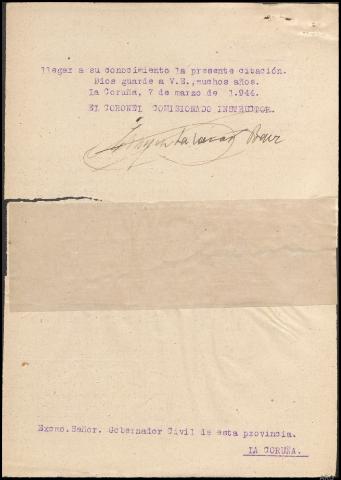 llegar a su conocimiento la presente citación.
Dios guarde a V.E., muchos años.
La Coruña, 7 de marzo de 1.944.
EL CORONEL COMISIONADO INSTRUCTOR.
Excmo. Señor. Gobernador Civil de esta provincia.
LA CORUÑA.